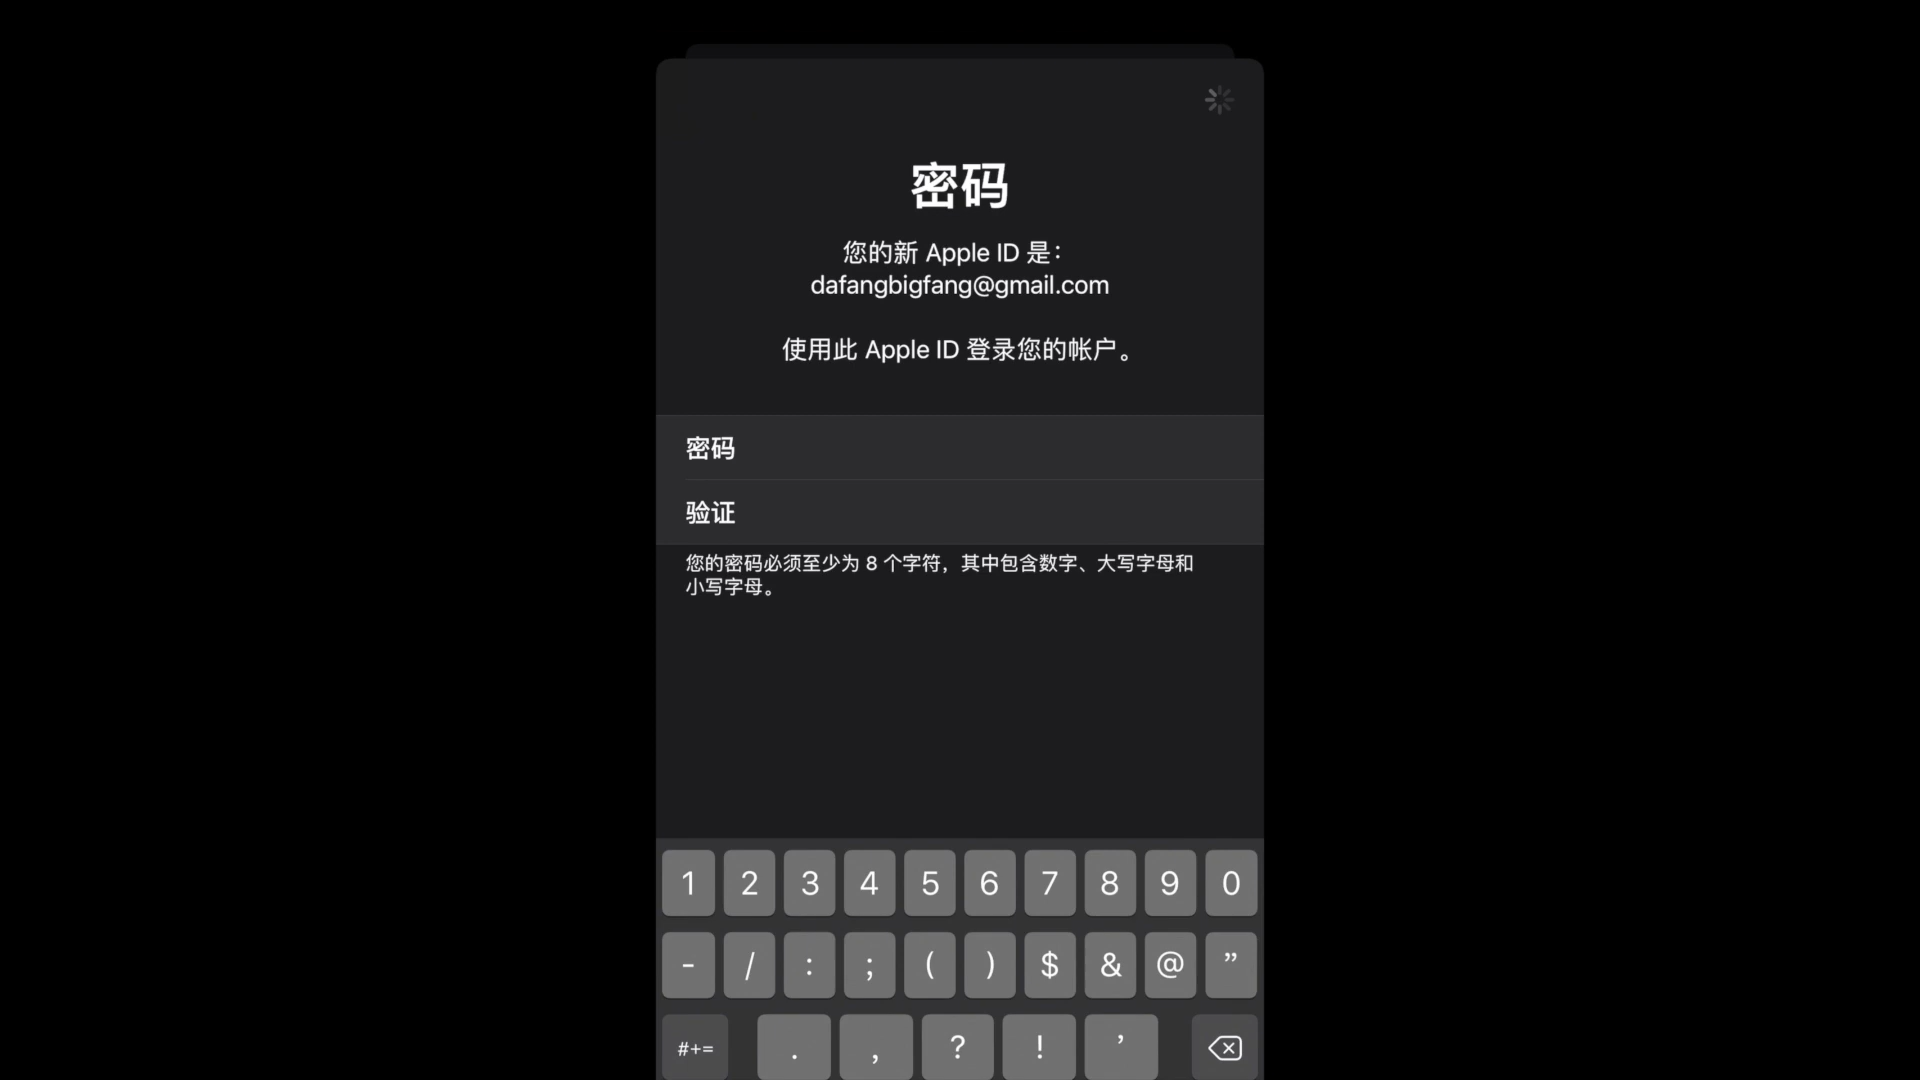 密码
您的新 Apple ID 是：
dafangbigfang@gmail.com
使用此 Apple ID 登录您的帐户。
密码
验证
您的密码必须至少为 8 个字符，其中包含数字、大写字母和
小写字母。
1 2 3 4 5 6 7 8 9 0
- / : ; ( ) $ & @ ”
#+= . , ? ! ’